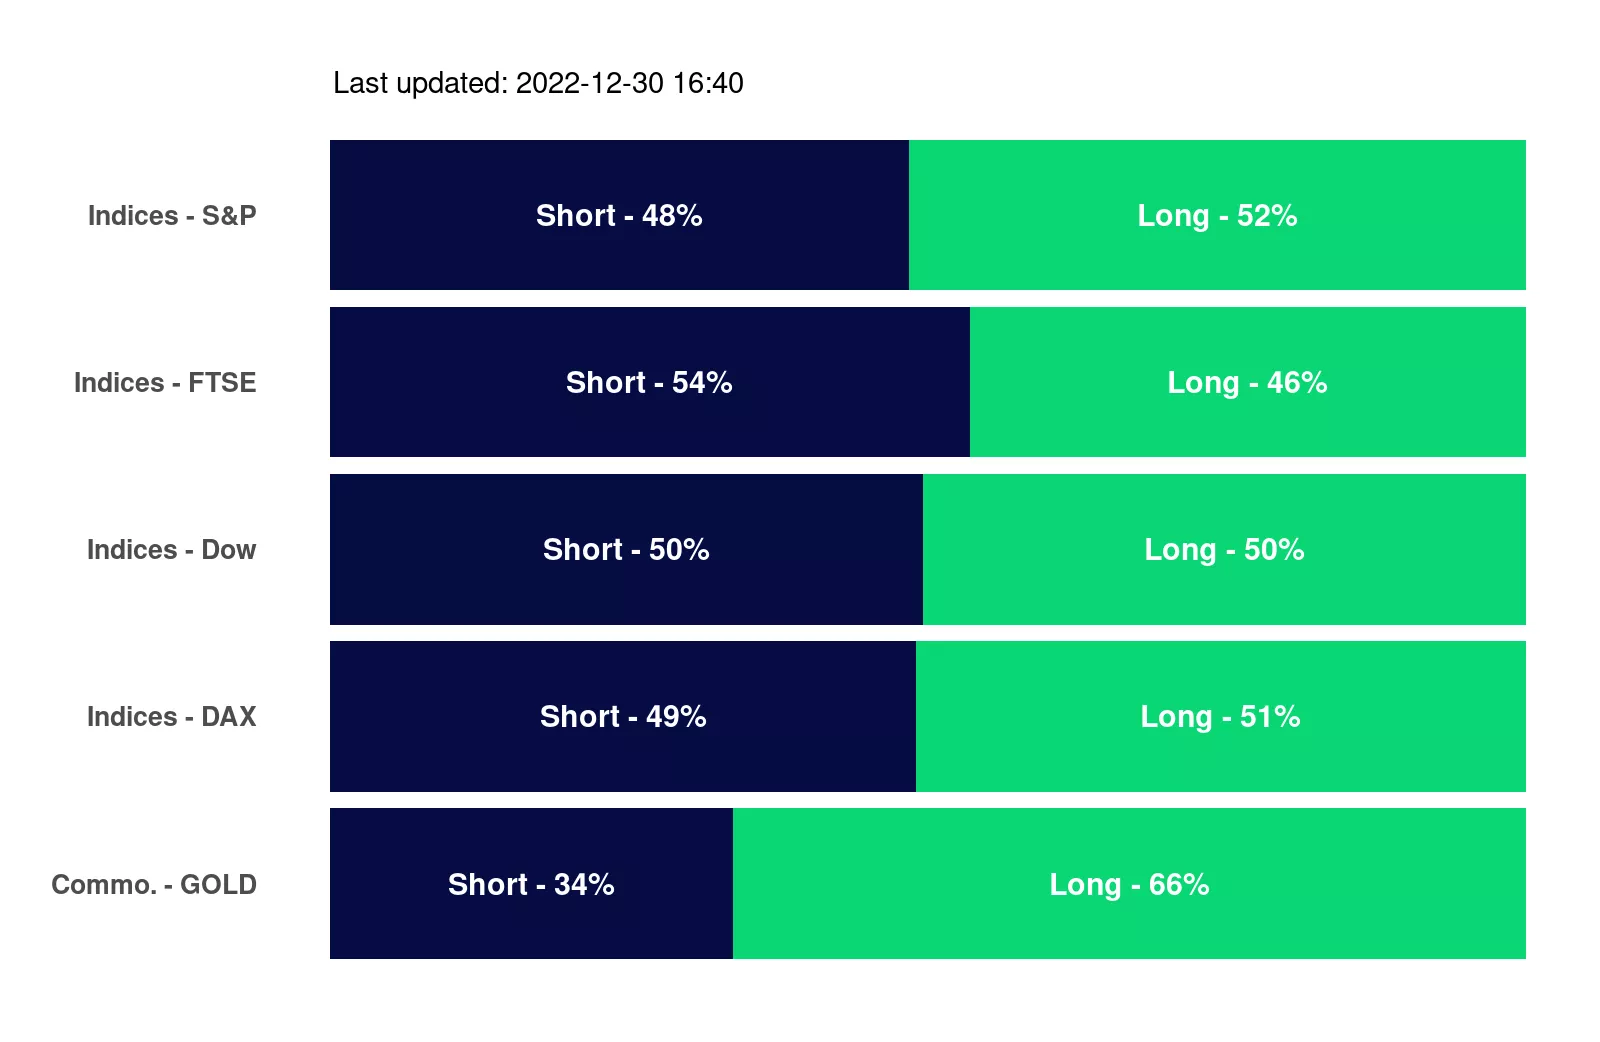 Last updated: 2022-12-30 16:40
Indices - S&P Short - 48% Long - 52%
Indices - FTSE Short - 54% Long - 46%
Indices - Dow Short - 50% Long - 50%
Indices - DAX Short - 49% Long - 51%
Commo. - GOLD Short - 34% Long - 66%